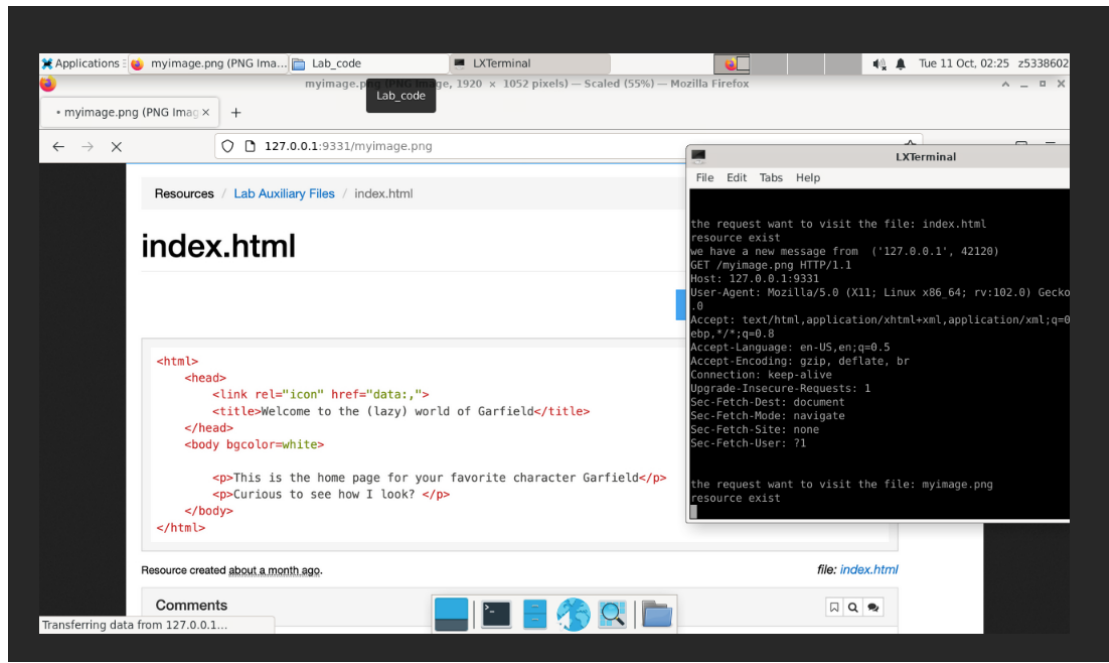 Applications myimage.png (PNG Ima... Lab_code LXTerminal Tue 11 Oct, 02:25 z5338602
myimage.p ge, 1920 x 1052 pixels) — Scaled (55%) — Mozilla Firefox
Lab_code
• myimage.png (PNG Imag × +
127.0.0.1:9331/myimage.png
Resources / Lab Auxiliary Files / index.html
index.html
<html>
<head>
<link rel="icon" href="data:,">
<title>Welcome to the (lazy) world of Garfield</title>
</head>
<body bgcolor=white>
<p>This is the home page for your favorite character Garfield</p>
<p>Curious to see how I look? </p>
</body>
</html>
Resource created about a month ago.
file: index.html
Comments
Transferring data from 127.0.0.1...
LXTerminal
File Edit Tabs Help
the request want to visit the file: index.html
resource exist
we have a new message from ('127.0.0.1', 42120)
GET /myimage.png HTTP/1.1
Host: 127.0.0.1:9331
User-Agent: Mozilla/5.0 (X11; Linux x86_64; rv:102.0) Gecko
.0
Accept: text/html,application/xhtml+xml,application/xml;q=0
ebp,*/*;q=0.8
Accept-Language: en-US,en;q=0.5
Accept-Encoding: gzip, deflate, br
Connection: keep-alive
Upgrade-Insecure-Requests: 1
Sec-Fetch-Dest: document
Sec-Fetch-Mode: navigate
Sec-Fetch-Site: none
Sec-Fetch-User: ?1
the request want to visit the file: myimage.png
resource exist